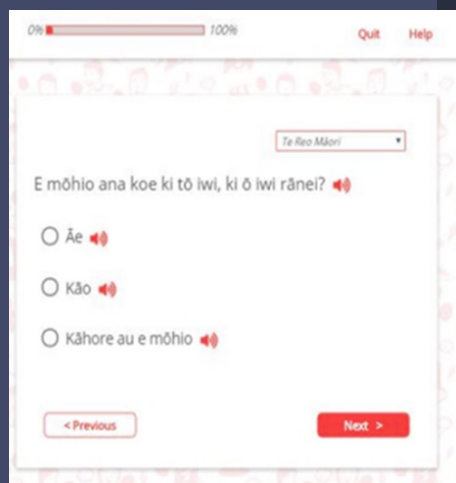 0% 100% Quit Help
Te Reo Māori
E mōhio ana koe ki tō iwi, ki ō iwi rānei?
Āe
Kāo
Kāhore au e mōhio
< Previous Next >